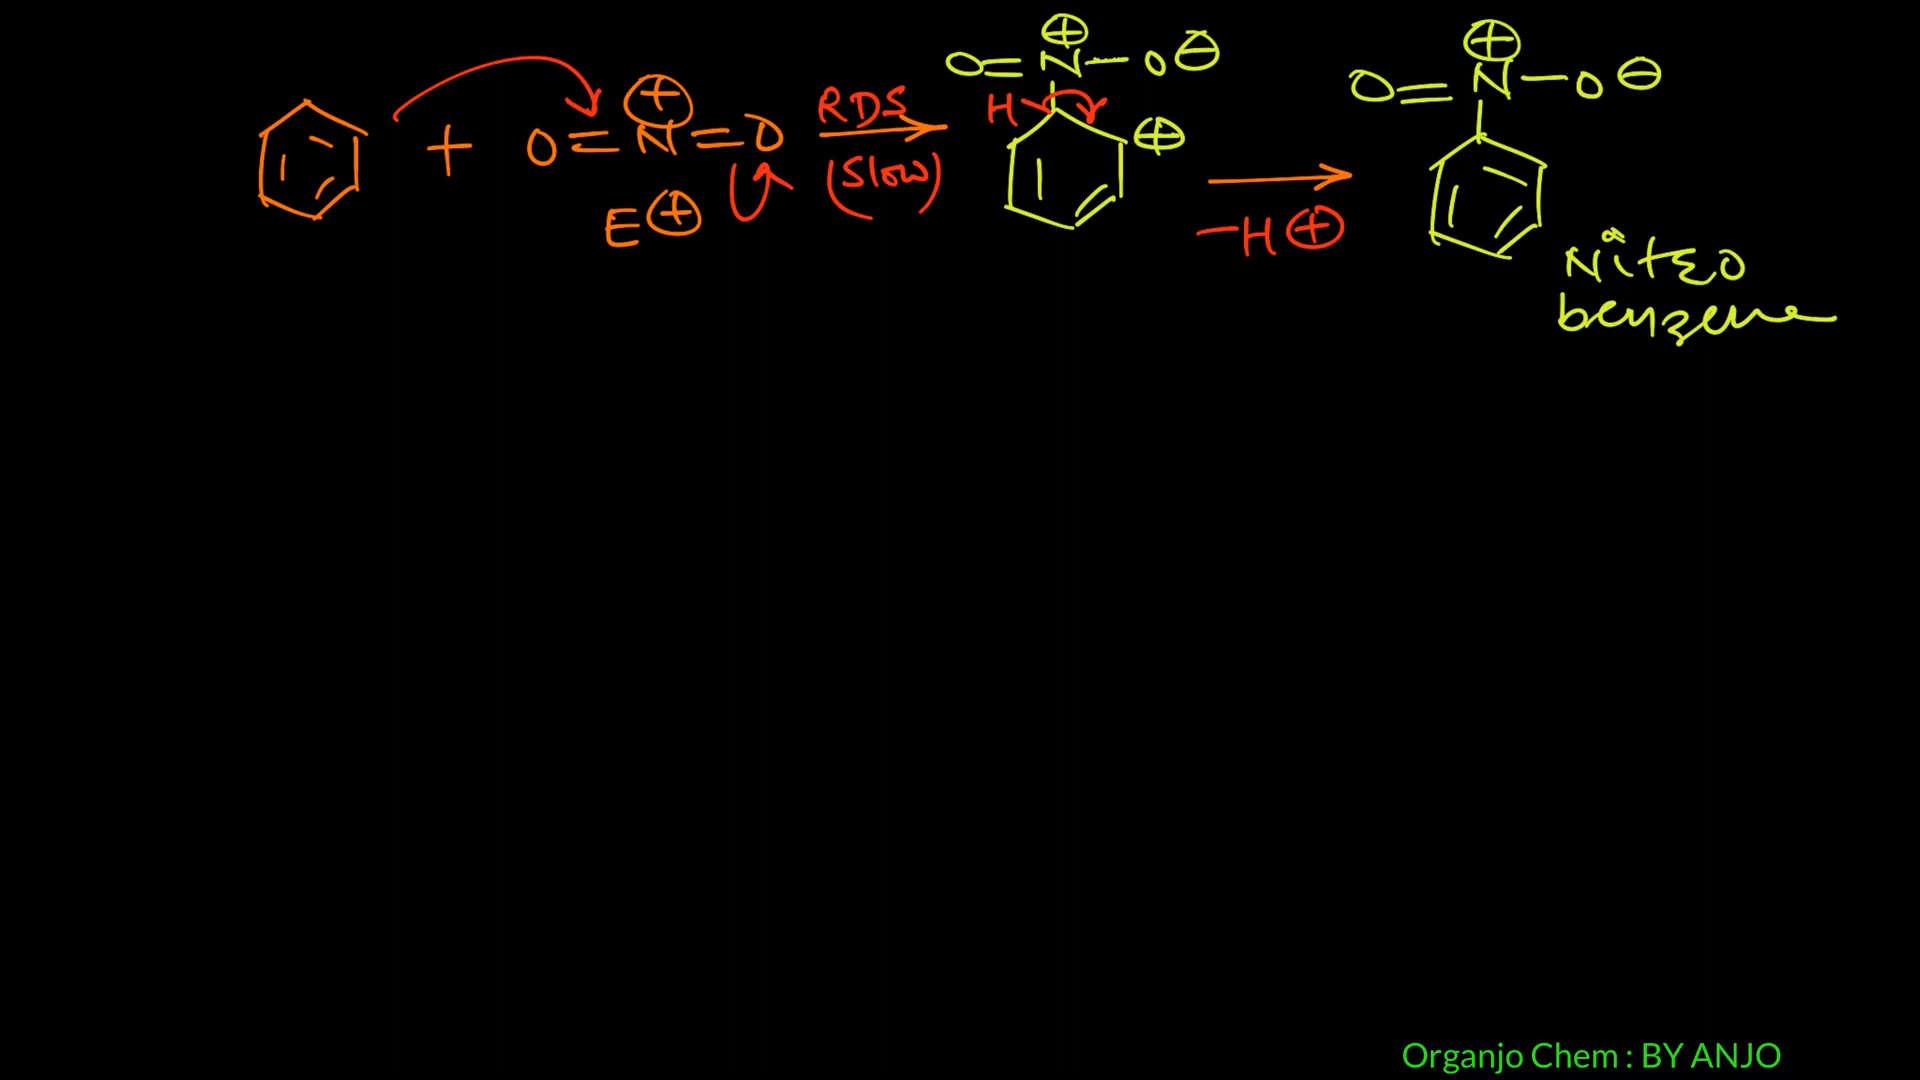 + O=N⊕=O
E⊕
RDS
(Slow)
O=N⊕-O⊖
H ⊕
-H⊕
O=N⊕-O⊖
Nitro
benzene
Organjo Chem : BY ANJO